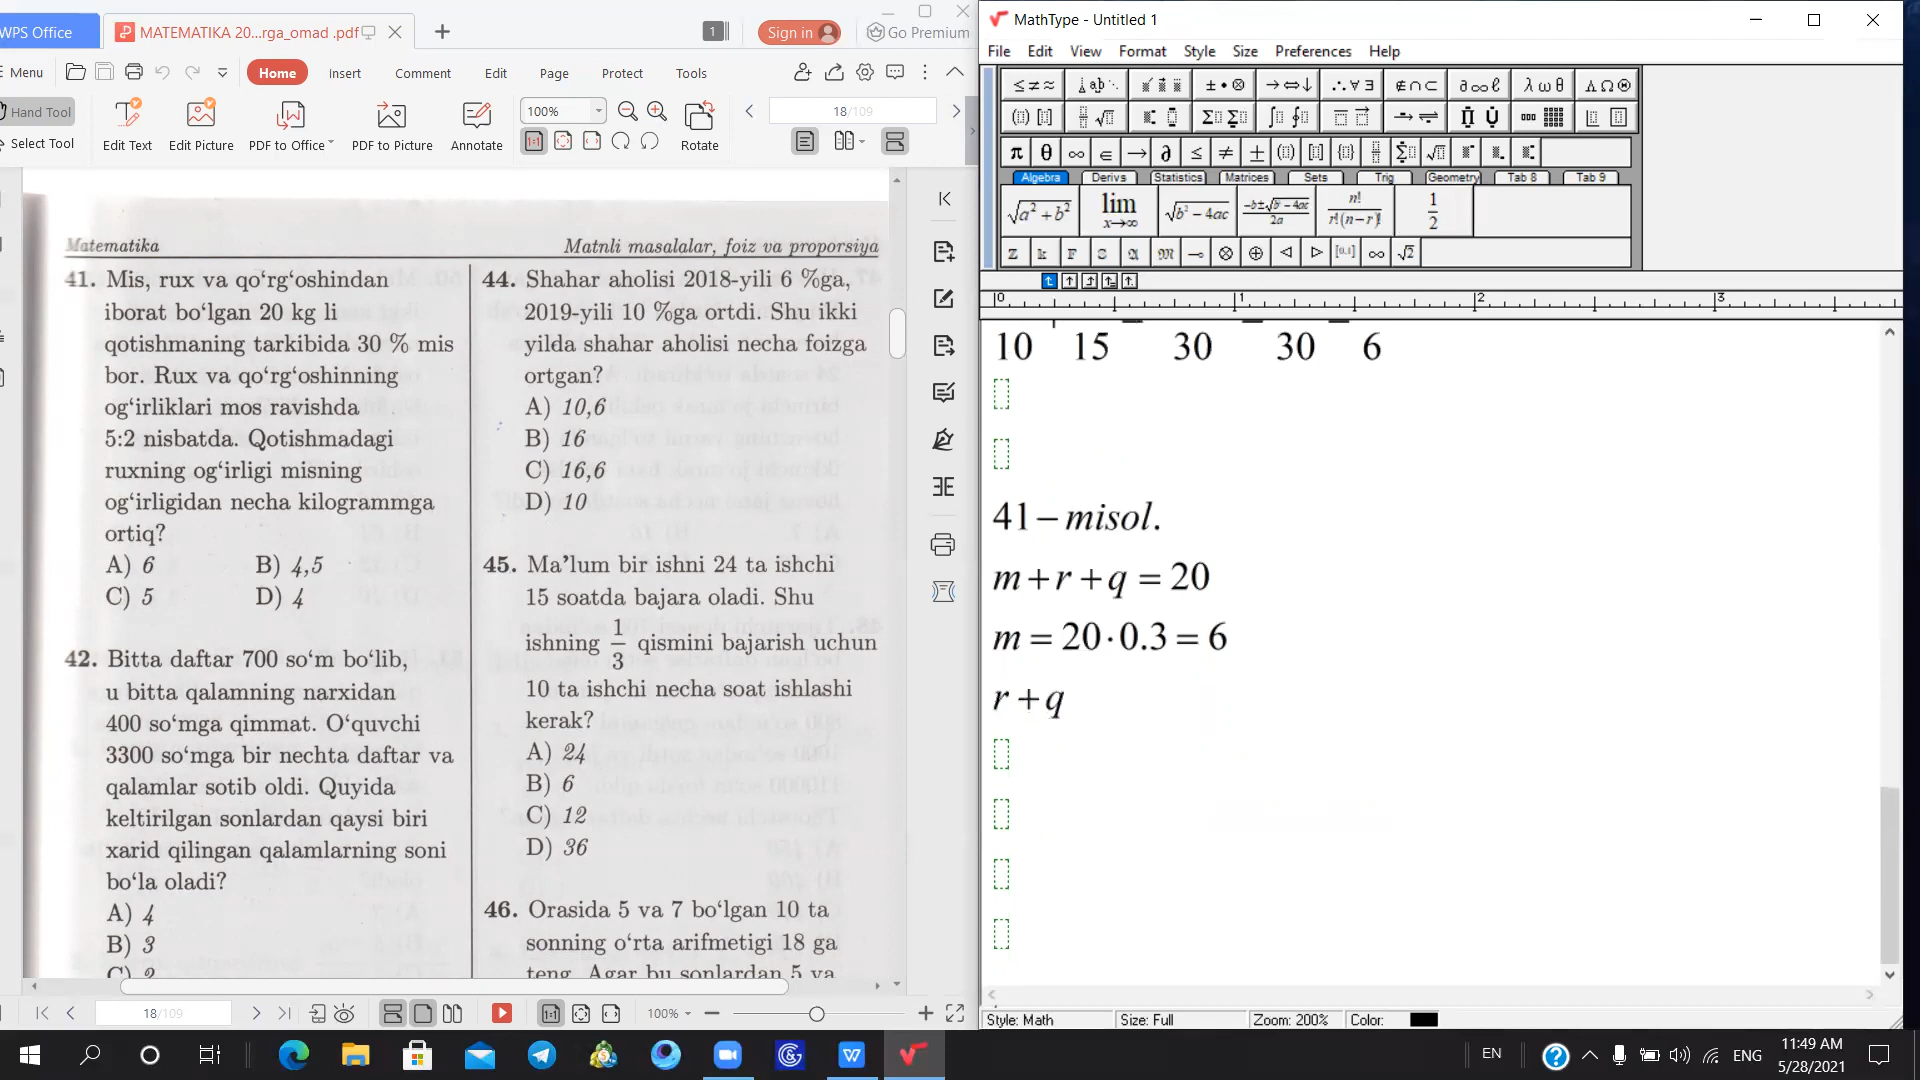 WPS Office
MATEMATIKA 20...rga_omad .pdf
1
Sign in
Go Premium
Menu
Home
Insert
Comment
Edit
Page
Protect
Tools
Hand Tool
Select Tool
Edit Text
Edit Picture
PDF to Office
PDF to Picture
Annotate
100%
Rotate
18/109
Matematika
Matnli masalalar, foiz va proporsiya
41. Mis, rux va qo‘rg‘oshindan
iborat bo‘lgan 20 kg li
qotishmaning tarkibida 30 % mis
bor. Rux va qo‘rg‘oshinning
og‘irliklari mos ravishda
5:2 nisbatda. Qotishmadagi
ruxning og‘irligi misning
og‘irligidan necha kilogrammga
ortiq?
A) 6 B) 4,5
C) 5 D) 4
42. Bitta daftar 700 so‘m bo‘lib,
u bitta qalamning narxidan
400 so‘mga qimmat. O‘quvchi
3300 so‘mga bir nechta daftar va
qalamlar sotib oldi. Quyida
keltirilgan sonlardan qaysi biri
xarid qilingan qalamlarning soni
bo‘la oladi?
A) 4
B) 3
C) 2
44. Shahar aholisi 2018-yili 6 %ga,
2019-yili 10 %ga ortdi. Shu ikki
yilda shahar aholisi necha foizga
ortgan?
A) 10,6
B) 16
C) 16,6
D) 10
45. Ma’lum bir ishni 24 ta ishchi
15 soatda bajara oladi. Shu
ishning 1/3 qismini bajarish uchun
10 ta ishchi necha soat ishlashi
kerak?
A) 24
B) 6
C) 12
D) 36
46. Orasida 5 va 7 bo‘lgan 10 ta
sonning o‘rta arifmetigi 18 ga
teng. Agar bu sonlardan 5 va
18/109
100%
MathType - Untitled 1
File Edit View Format Style Size Preferences Help
Algebra Derivs Statistics Matrices Sets Trig Geometry Tab 8 Tab 9
0 1 2 3
10 15 30 30 6
41 – misol.
m + r + q = 20
m = 20 · 0.3 = 6
r + q
Style: Math
Size: Full
Zoom: 200%
Color:
EN
ENG
11:49 AM
5/28/2021